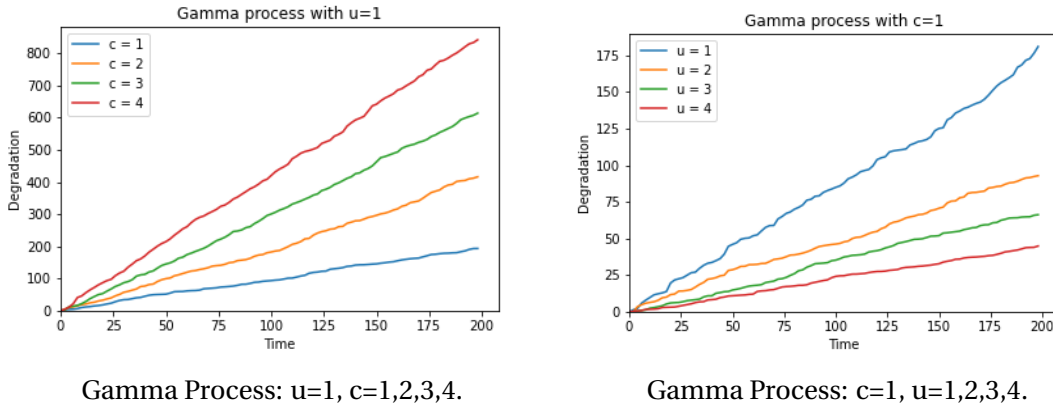 Gamma process with u=1
c = 1
c = 2
c = 3
c = 4
800
700
600
500
400
300
200
100
0
Degradation
0 25 50 75 100 125 150 175 200
Time
Gamma Process: u=1, c=1,2,3,4.
Gamma process with c=1
u = 1
u = 2
u = 3
u = 4
175
150
125
100
75
50
25
0
Degradation
0 25 50 75 100 125 150 175 200
Time
Gamma Process: c=1, u=1,2,3,4.